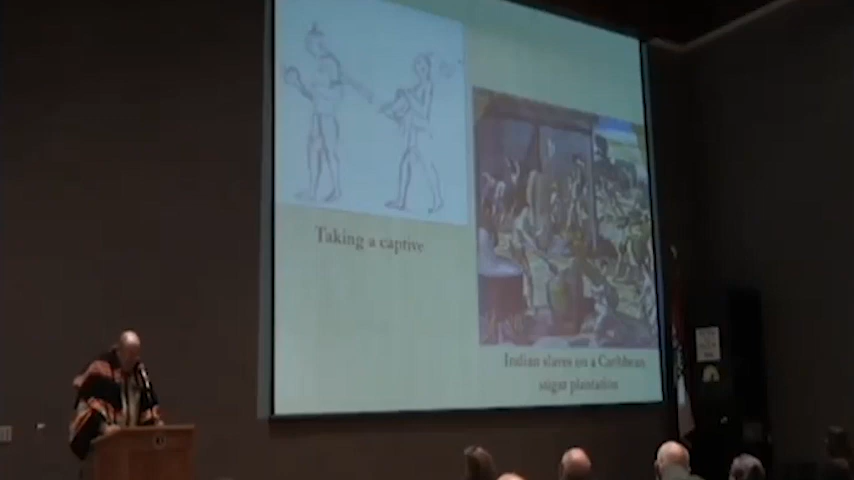 Taking a captive
Indian slaves on a Caribbean
sugar plantation